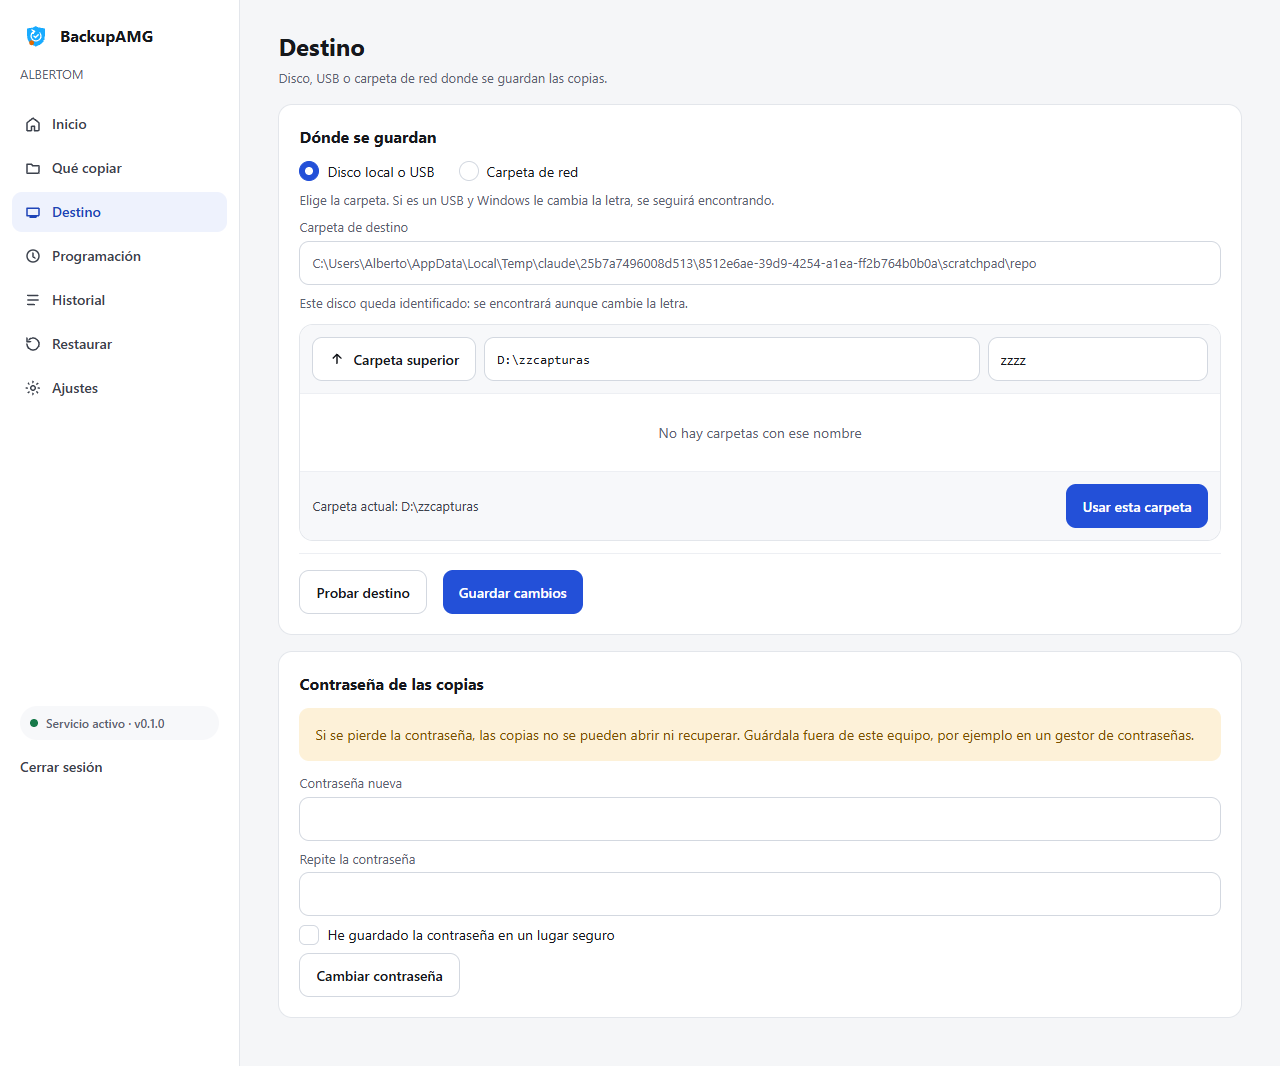 BackupAMG
ALBERTOM
Inicio
Qué copiar
Destino
Programación
Historial
Restaurar
Ajustes
Servicio activo · v0.1.0
Cerrar sesión
Destino
Disco, USB o carpeta de red donde se guardan las copias.
Dónde se guardan
Disco local o USB
Carpeta de red
Elige la carpeta. Si es un USB y Windows le cambia la letra, se seguirá encontrando.
Carpeta de destino
C:\Users\Alberto\AppData\Local\Temp\claude\25b7a7496008d513\8512e6ae-39d9-4254-a1ea-ff2b764b0b0a\scratchpad\repo
Este disco queda identificado: se encontrará aunque cambie la letra.
Carpeta superior
D:\zzcapturas
zzzz
No hay carpetas con ese nombre
Carpeta actual: D:\zzcapturas
Usar esta carpeta
Probar destino
Guardar cambios
Contraseña de las copias
Si se pierde la contraseña, las copias no se pueden abrir ni recuperar. Guárdala fuera de este equipo, por ejemplo en un gestor de contraseñas.
Contraseña nueva
Repite la contraseña
He guardado la contraseña en un lugar seguro
Cambiar contraseña